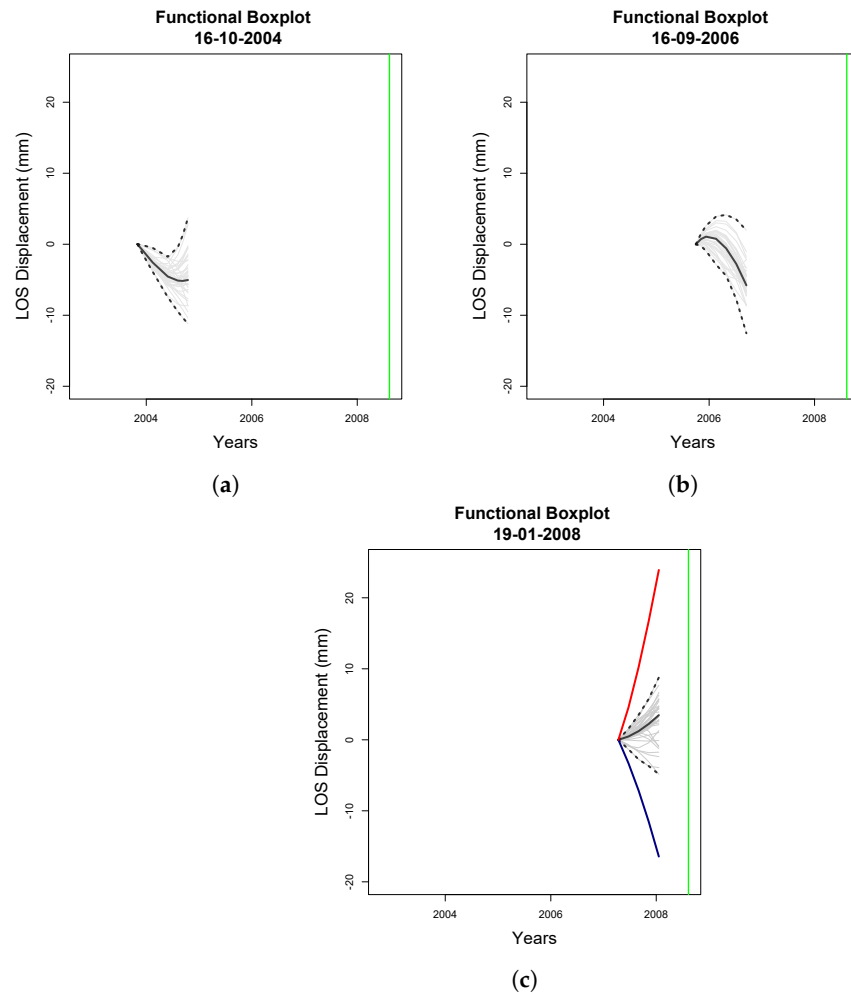 Functional Boxplot
16-10-2004
LOS Displacement (mm)
20
10
0
-10
-20
2004
2006
2008
Years
(a)
Functional Boxplot
16-09-2006
LOS Displacement (mm)
20
10
0
-10
-20
2004
2006
2008
Years
(b)
Functional Boxplot
19-01-2008
LOS Displacement (mm)
20
10
0
-10
-20
2004
2006
2008
Years
(c)